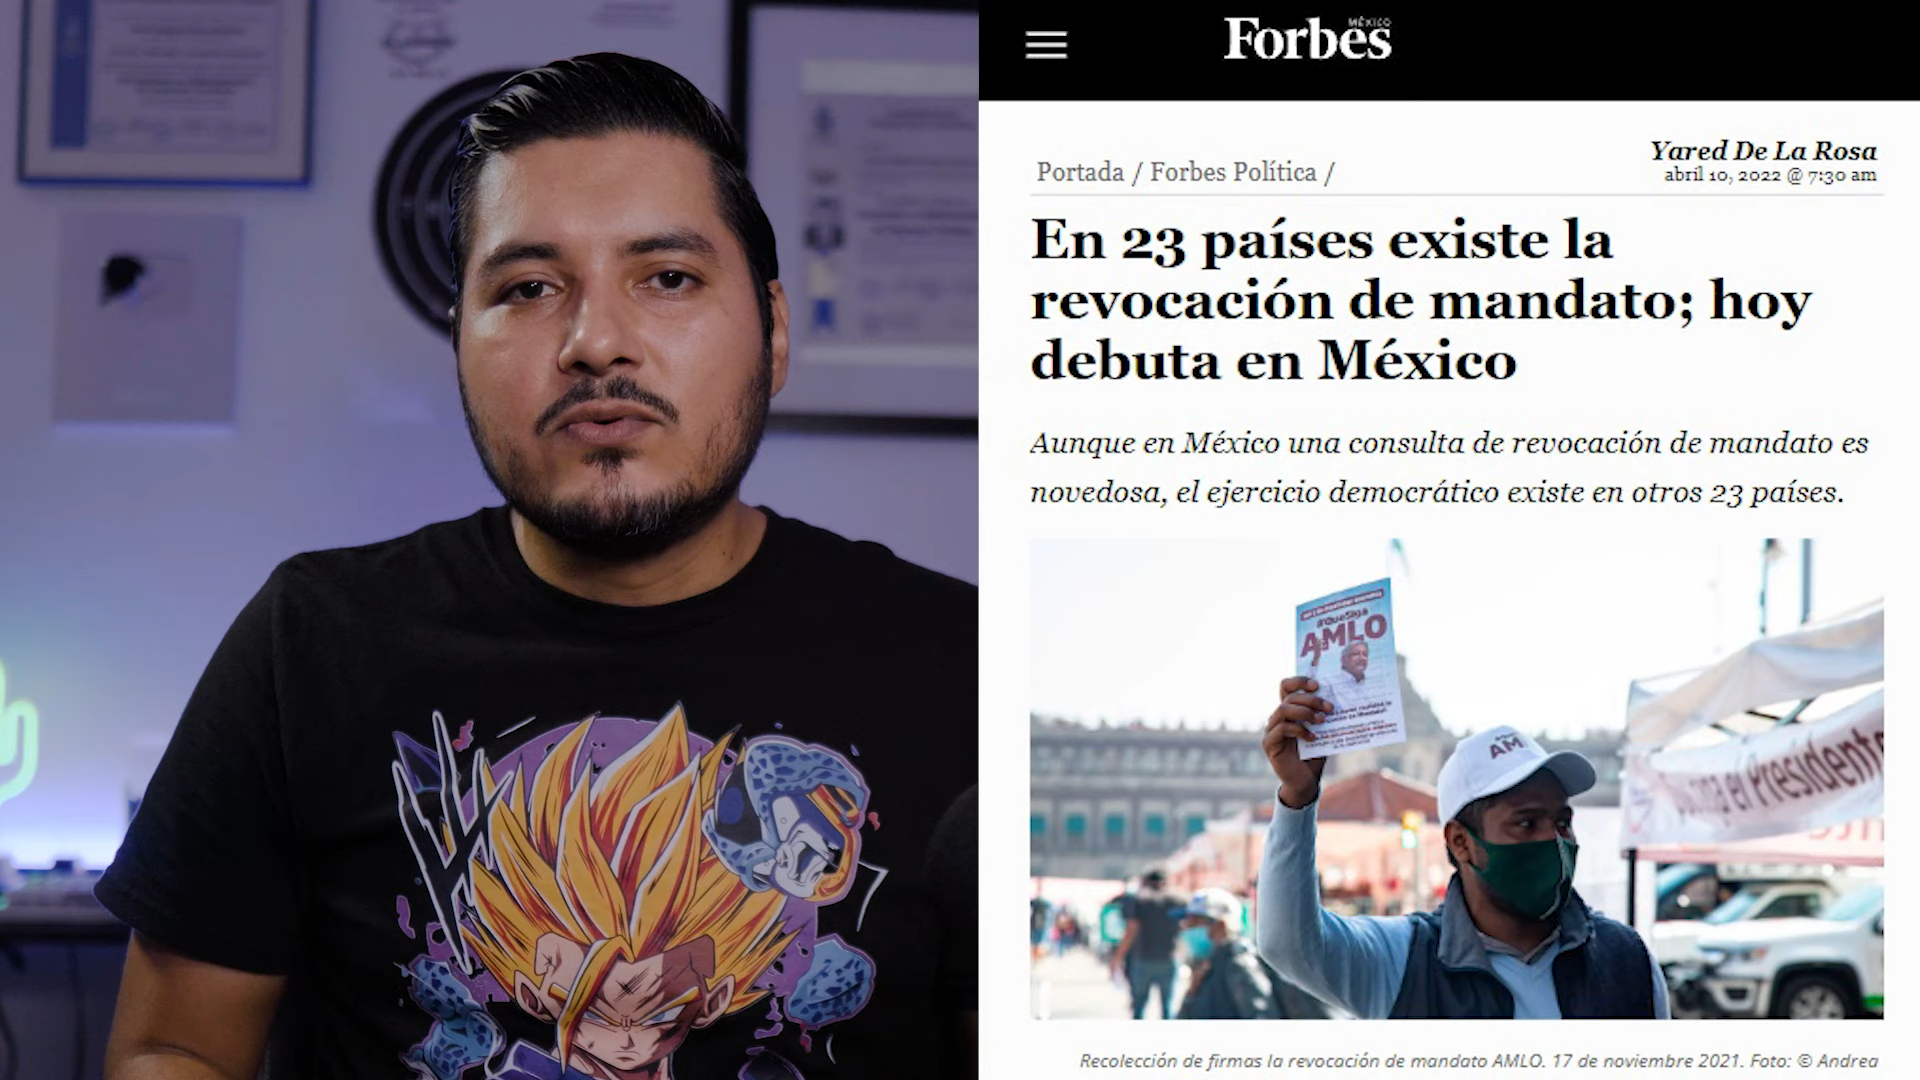 Forbes
MÉXICO
Portada / Forbes Política /
Yared De La Rosa
abril 10, 2022 @ 7:30 am
En 23 países existe la
revocación de mandato; hoy
debuta en México
Aunque en México una consulta de revocación de mandato es
novedosa, el ejercicio democrático existe en otros 23 países.
#QueSiga
AMLO
AM
el Presidente
Recolección de firmas la revocación de mandato AMLO. 17 de noviembre 2021. Foto: © Andrea